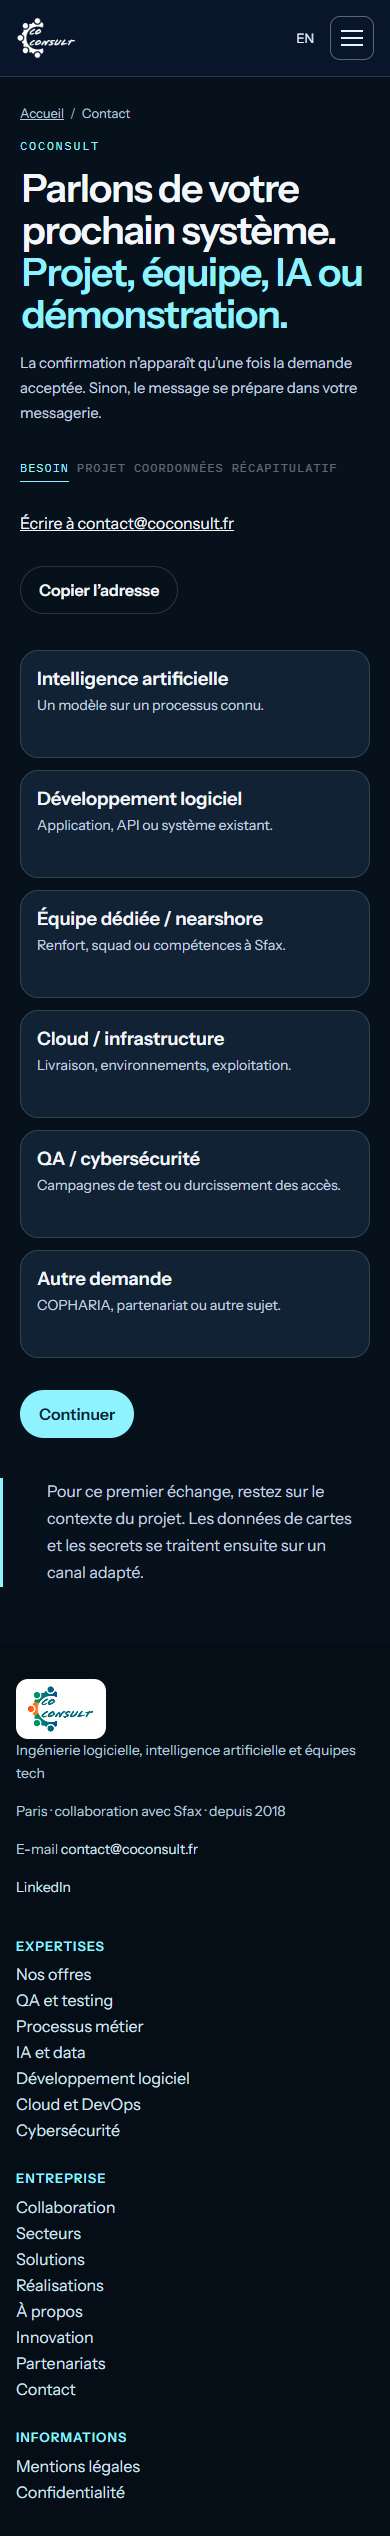 CO
CONSULT
EN
Accueil / Contact
COCONSULT
Parlons de votre
prochain système.
Projet, équipe, IA ou
démonstration.
La confirmation n’apparaît qu’une fois la demande
acceptée. Sinon, le message se prépare dans votre
messagerie.
BESOIN PROJET COORDONNÉES RÉCAPITULATIF
Écrire à contact@coconsult.fr
Copier l’adresse
Intelligence artificielle
Un modèle sur un processus connu.
Développement logiciel
Application, API ou système existant.
Équipe dédiée / nearshore
Renfort, squad ou compétences à Sfax.
Cloud / infrastructure
Livraison, environnements, exploitation.
QA / cybersécurité
Campagnes de test ou durcissement des accès.
Autre demande
COPHARIA, partenariat ou autre sujet.
Continuer
Pour ce premier échange, restez sur le
contexte du projet. Les données de cartes
et les secrets se traitent ensuite sur un
canal adapté.
CO
CONSULT
Ingénierie logicielle, intelligence artificielle et équipes
tech
Paris · collaboration avec Sfax · depuis 2018
E-mail contact@coconsult.fr
LinkedIn
EXPERTISES
Nos offres
QA et testing
Processus métier
IA et data
Développement logiciel
Cloud et DevOps
Cybersécurité
ENTREPRISE
Collaboration
Secteurs
Solutions
Réalisations
À propos
Innovation
Partenariats
Contact
INFORMATIONS
Mentions légales
Confidentialité